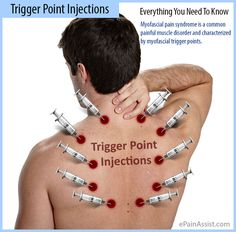 Trigger Point Injections
Everything You Need To Know
Myofascial pain syndrome is a common
painful muscle disorder and characterized
by myofascial trigger points.
Trigger Point
Injections
ePainAssist.com